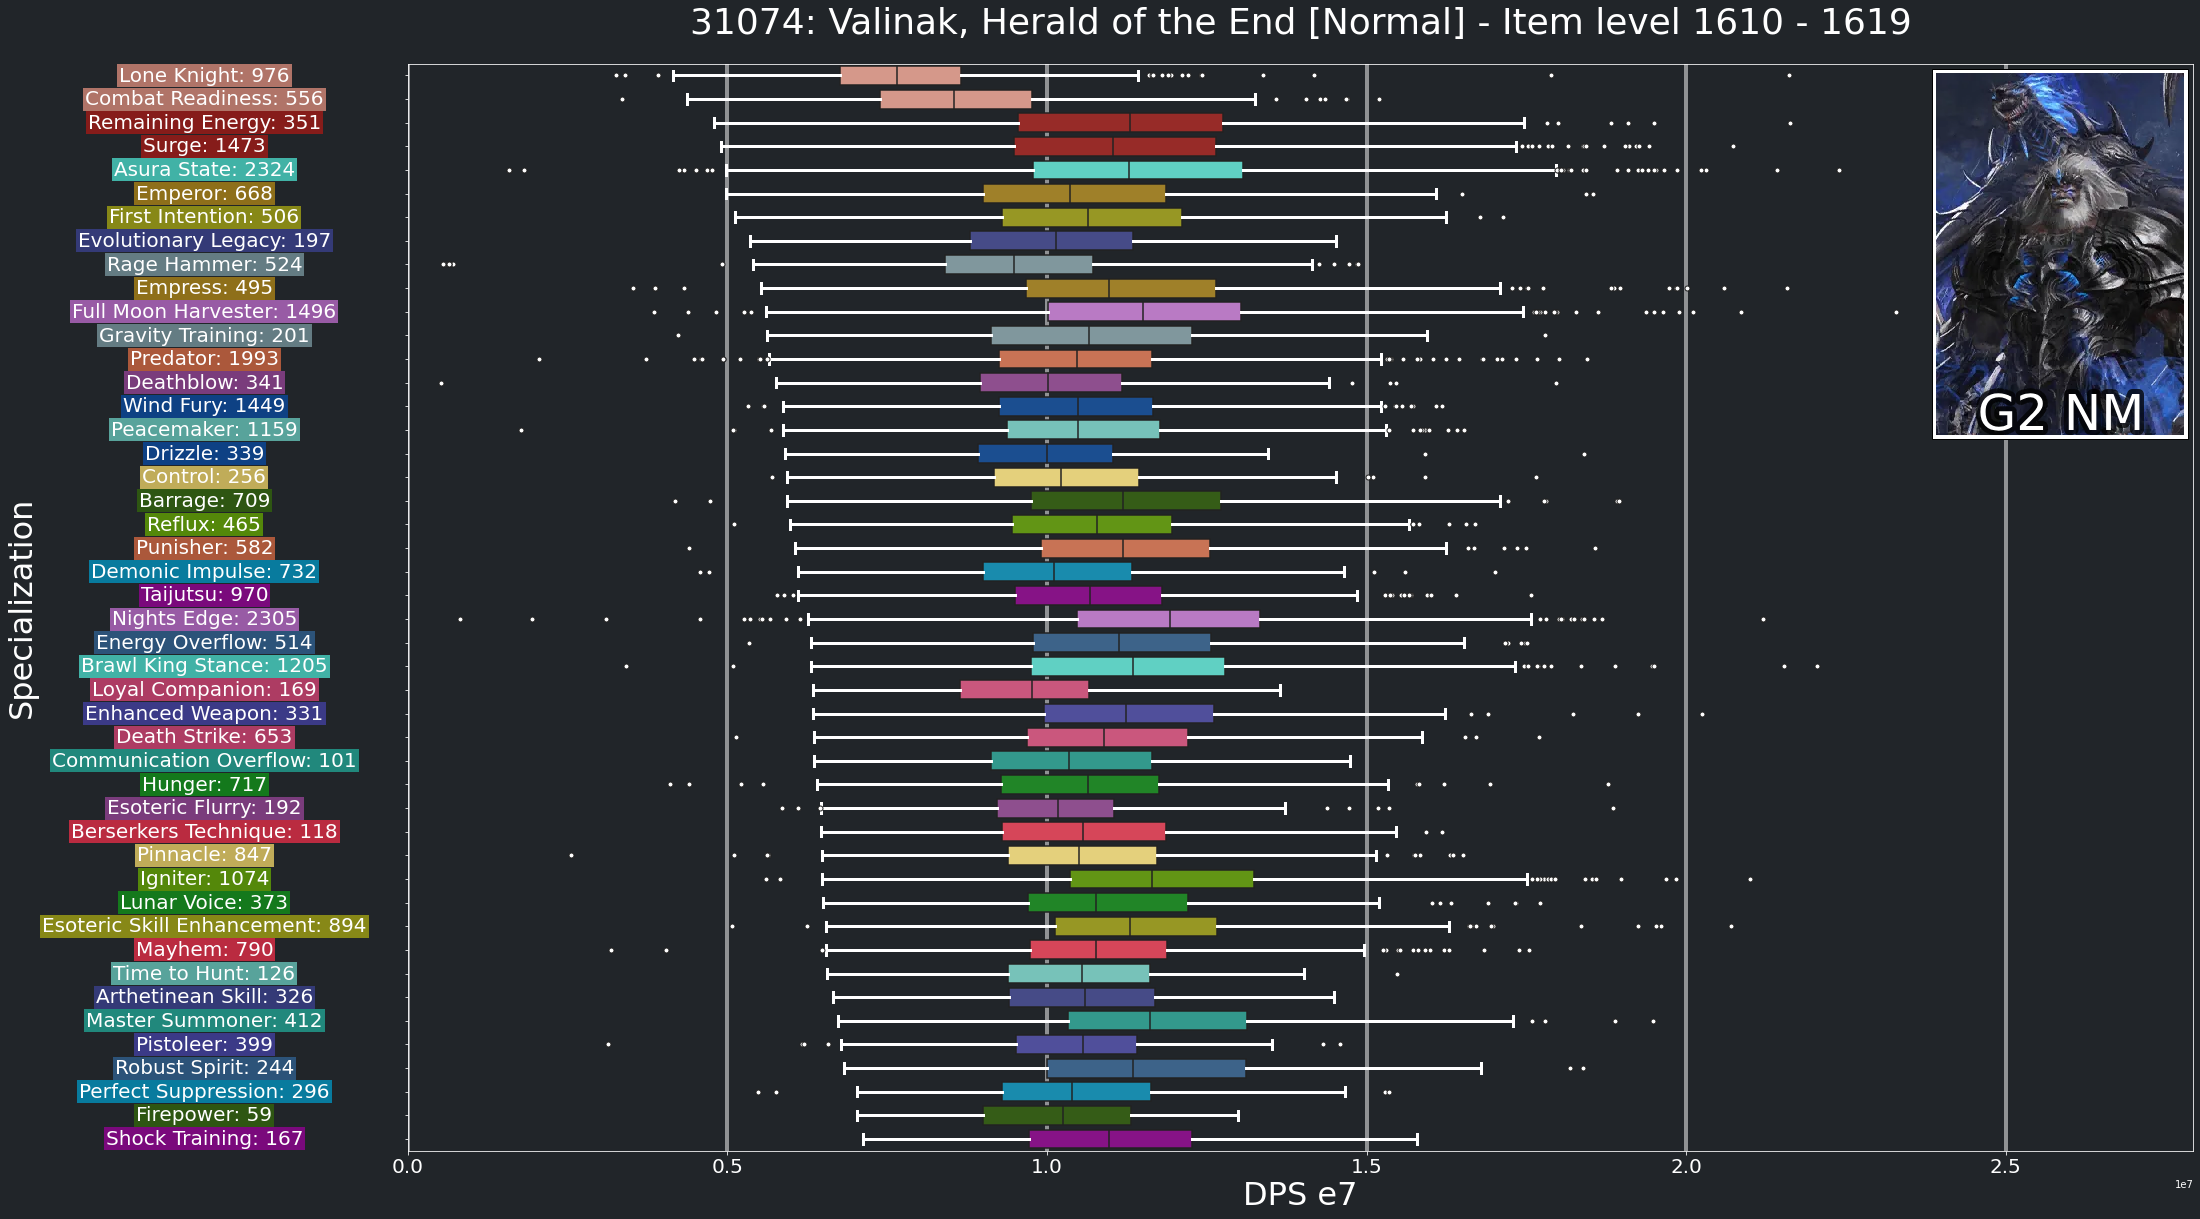 31074: Valinak, Herald of the End [Normal] - Item level 1610 - 1619
Lone Knight: 976
Combat Readiness: 556
Remaining Energy: 351
Surge: 1473
Asura State: 2324
Emperor: 668
First Intention: 506
Evolutionary Legacy: 197
Rage Hammer: 524
Empress: 495
Full Moon Harvester: 1496
Gravity Training: 201
Predator: 1993
Deathblow: 341
Wind Fury: 1449
Peacemaker: 1159
Drizzle: 339
Control: 256
Barrage: 709
Reflux: 465
Punisher: 582
Demonic Impulse: 732
Taijutsu: 970
Nights Edge: 2305
Energy Overflow: 514
Brawl King Stance: 1205
Loyal Companion: 169
Enhanced Weapon: 331
Death Strike: 653
Communication Overflow: 101
Hunger: 717
Esoteric Flurry: 192
Berserkers Technique: 118
Pinnacle: 847
Igniter: 1074
Lunar Voice: 373
Esoteric Skill Enhancement: 894
Mayhem: 790
Time to Hunt: 126
Arthetinean Skill: 326
Master Summoner: 412
Pistoleer: 399
Robust Spirit: 244
Perfect Suppression: 296
Firepower: 59
Shock Training: 167
Specialization
G2 NM
0.0 0.5 1.0 1.5 2.0 2.5
1e7
DPS e7